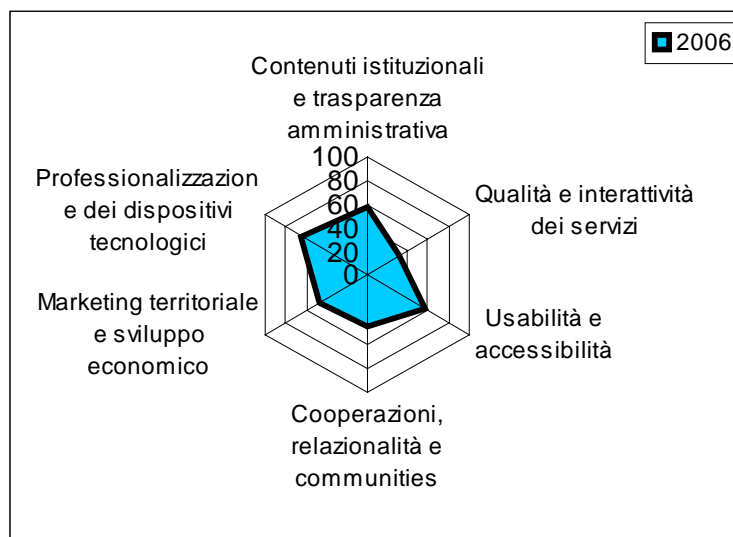 2006
Contenuti istituzionali
e trasparenza
amministrativa
100
80
60
40
20
0
Qualità e interattività
dei servizi
Usabilità e
accessibilità
Cooperazioni,
relazionalità e
communities
Marketing territoriale
e sviluppo
economico
Professionalizzazion
e dei dispositivi
tecnologici